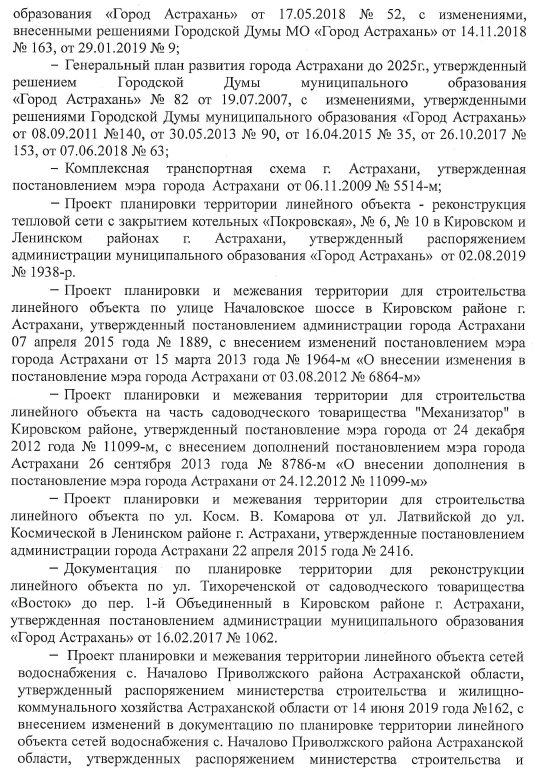 образования «Город Астрахань» от 17.05.2018 № 52, с изменениями,
внесенными решениями Городской Думы МО «Город Астрахань» от 14.11.2018
№ 163, от 29.01.2019 № 9;
– Генеральный план развития города Астрахани до 2025г., утвержденный
решением Городской Думы муниципального образования
«Город Астрахань» № 82 от 19.07.2007, с изменениями, утвержденными
решениями Городской Думы муниципального образования «Город Астрахань»
от 08.09.2011 №140, от 30.05.2013 № 90, от 16.04.2015 № 35, от 26.10.2017 №
153, от 07.06.2018 № 63;
– Комплексная транспортная схема г. Астрахани, утвержденная
постановлением мэра города Астрахани от 06.11.2009 № 5514-м;
– Проект планировки территории линейного объекта - реконструкция
тепловой сети с закрытием котельных «Покровская», № 6, № 10 в Кировском и
Ленинском районах г. Астрахани, утвержденный распоряжением
администрации муниципального образования «Город Астрахань» от 02.08.2019
№ 1938-р.
– Проект планировки и межевания территории для строительства
линейного объекта по улице Началовское шоссе в Кировском районе г.
Астрахани, утвержденный постановлением администрации города Астрахани
07 апреля 2015 года № 1889, с внесением изменений постановлением мэра
города Астрахани от 15 марта 2013 года № 1964-м «О внесении изменения в
постановление мэра города Астрахани от 03.08.2012 № 6864-м»
– Проект планировки и межевания территории для строительства
линейного объекта на часть садоводческого товарищества "Механизатор" в
Кировском районе, утвержденный постановление мэра города от 24 декабря
2012 года № 11099-м, с внесением дополнений постановлением мэра города
Астрахани 26 сентября 2013 года № 8786-м «О внесении дополнения в
постановление мэра города Астрахани от 24.12.2012 № 11099-м»
– Проект планировки и межевания территории для строительства
линейного объекта по ул. Косм. В. Комарова от ул. Латвийской до ул.
Космической в Ленинском районе г. Астрахани, утвержденные постановлением
администрации города Астрахани 22 апреля 2015 года № 2416.
– Документация по планировке территории для реконструкции
линейного объекта по ул. Тихореченской от садоводческого товарищества
«Восток» до пер. 1-й Объединенный в Кировском районе г. Астрахани,
утвержденная постановлением администрации муниципального образования
«Город Астрахань» от 16.02.2017 № 1062.
– Проект планировки и межевания территории линейного объекта сетей
водоснабжения с. Началово Приволжского района Астраханской области,
утвержденный распоряжением министерства строительства и жилищно-
коммунального хозяйства Астраханской области от 14 июня 2019 года №162, с
внесением изменений в документацию по планировке территории линейного
объекта сетей водоснабжения с. Началово Приволжского района Астраханской
области, утвержденных распоряжением министерства строительства и